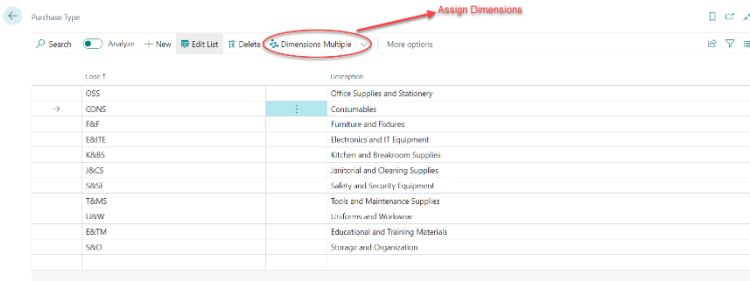 Assign Dimensions
Purchase Type
Search Analyze New Edit List Delete Dimensions-Multiple More options
Code↑ Description
OSS Office Supplies and Stationery
CONS Consumables
F&F Furniture and Fixtures
E&ITE Electronics and IT Equipment
K&BS Kitchen and Breakroom Supplies
J&CS Janitorial and Cleaning Supplies
S&SE Safety and Security Equipment
T&MS Tools and Maintenance Supplies
U&W Uniforms and Workwear
E&TM Educational and Training Materials
S&O Storage and Organization